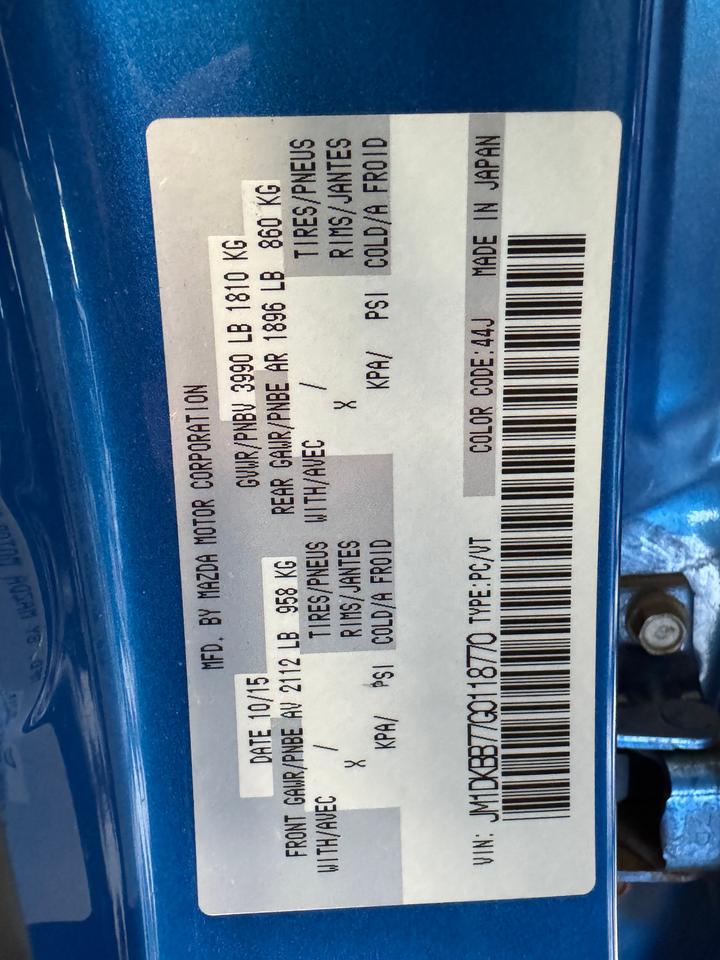 MFD. BY MAZDA MOTOR CORPORATION
DATE 10/15 GVWR/PNBV 3990 LB 1810 KG
FRONT GAWR/PNBE AV 2112 LB 958 KG REAR GAWR/PNBE AR 1896 LB 860 KG
WITH/AVEC / TIRES/PNEUS WITH/AVEC / TIRES/PNEUS
X RIMS/JANTES X RIMS/JANTES
KPA/ PSI COLD/A FROID KPA/ PSI COLD/A FROID
VIN: JM1DKBB77G0118770 TYPE:PC/VT COLOR CODE:44J MADE IN JAPAN